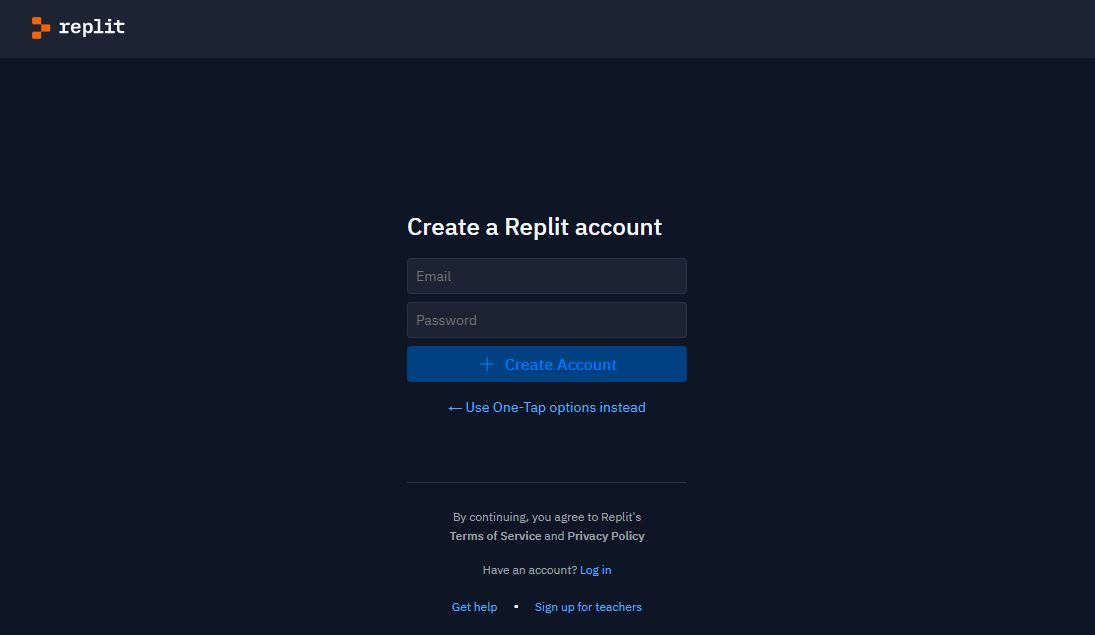 replit
Create a Replit account
Email
Password
Create Account
← Use One-Tap options instead
By continuing, you agree to Replit's
Terms of Service and Privacy Policy
Have an account? Log in
Get help • Sign up for teachers